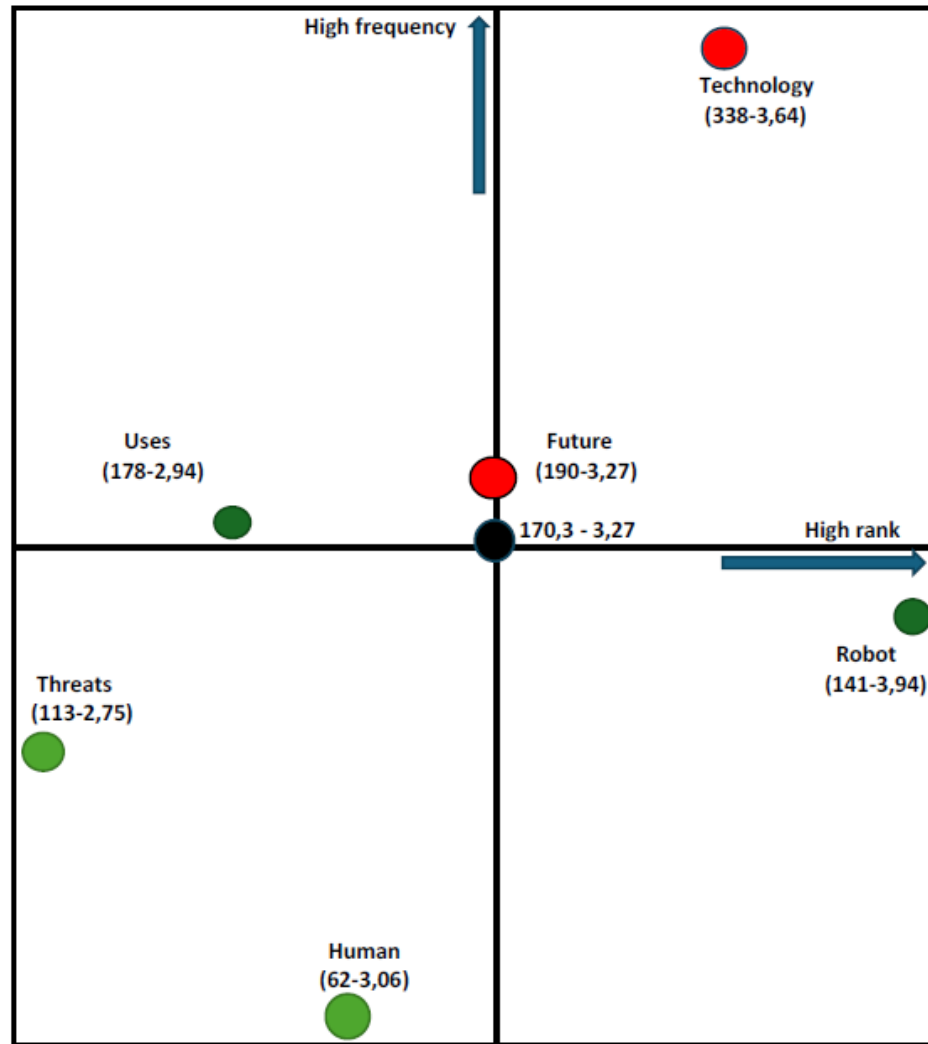 High frequency
Technology
(338-3,64)
Uses
(178-2,94)
Future
(190-3,27)
170,3 - 3,27
High rank
Robot
(141-3,94)
Threats
(113-2,75)
Human
(62-3,06)